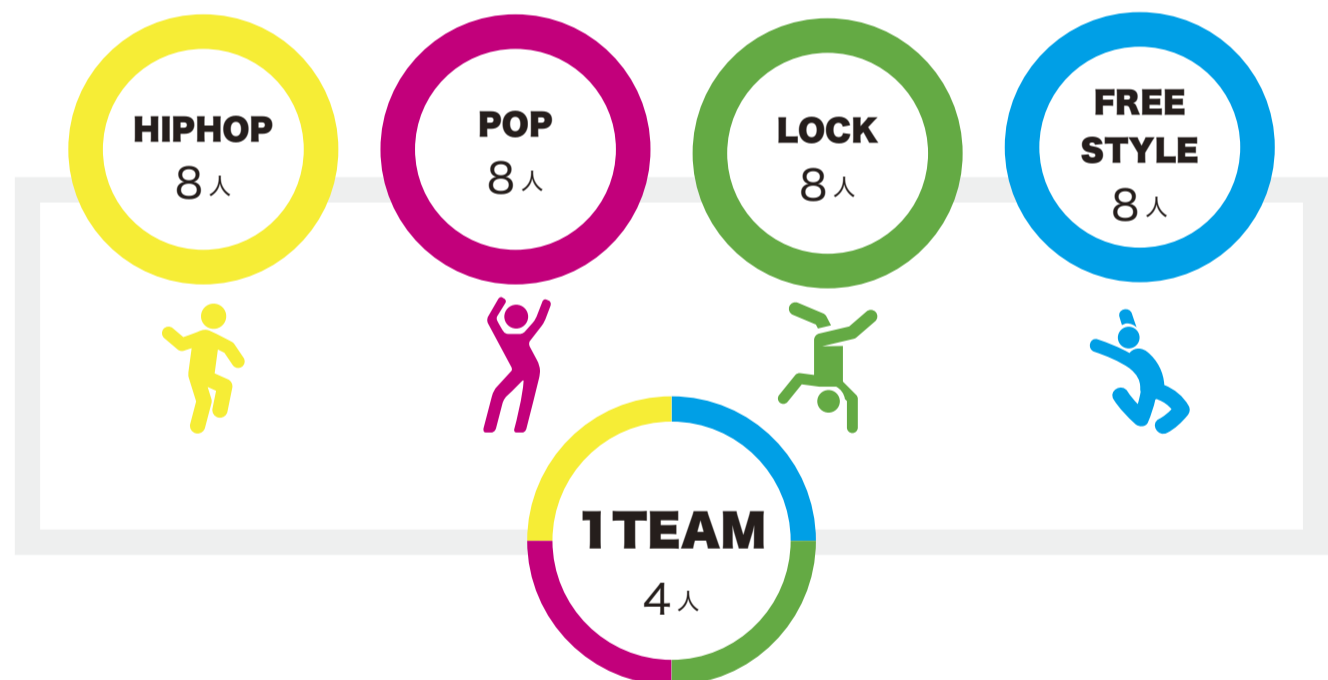 HIPHOP
8人
POP
8人
LOCK
8人
FREE
STYLE
8人
1TEAM
4人